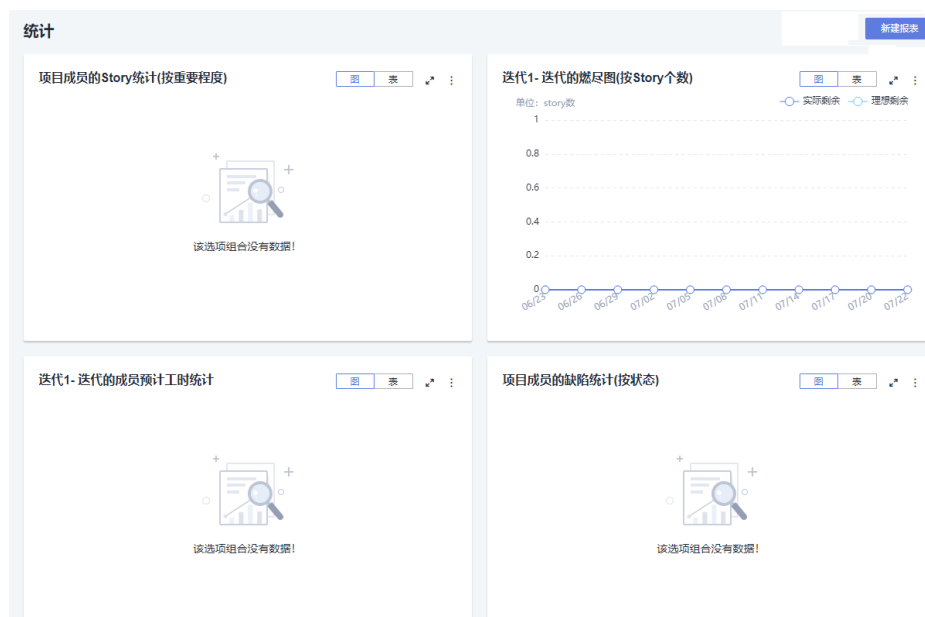 统计
新建报表
项目成员的Story统计(按重要程度)
图 表
该选项组合没有数据!
迭代1- 迭代的燃尽图(按Story个数)
图 表
单位: story数
实际剩余 理想剩余
1
0.8
0.6
0.4
0.2
0
06/23 06/26 06/29 07/02 07/05 07/08 07/11 07/14 07/17 07/20 07/22
迭代1- 迭代的成员预计工时统计
图 表
该选项组合没有数据!
项目成员的缺陷统计(按状态)
图 表
该选项组合没有数据!